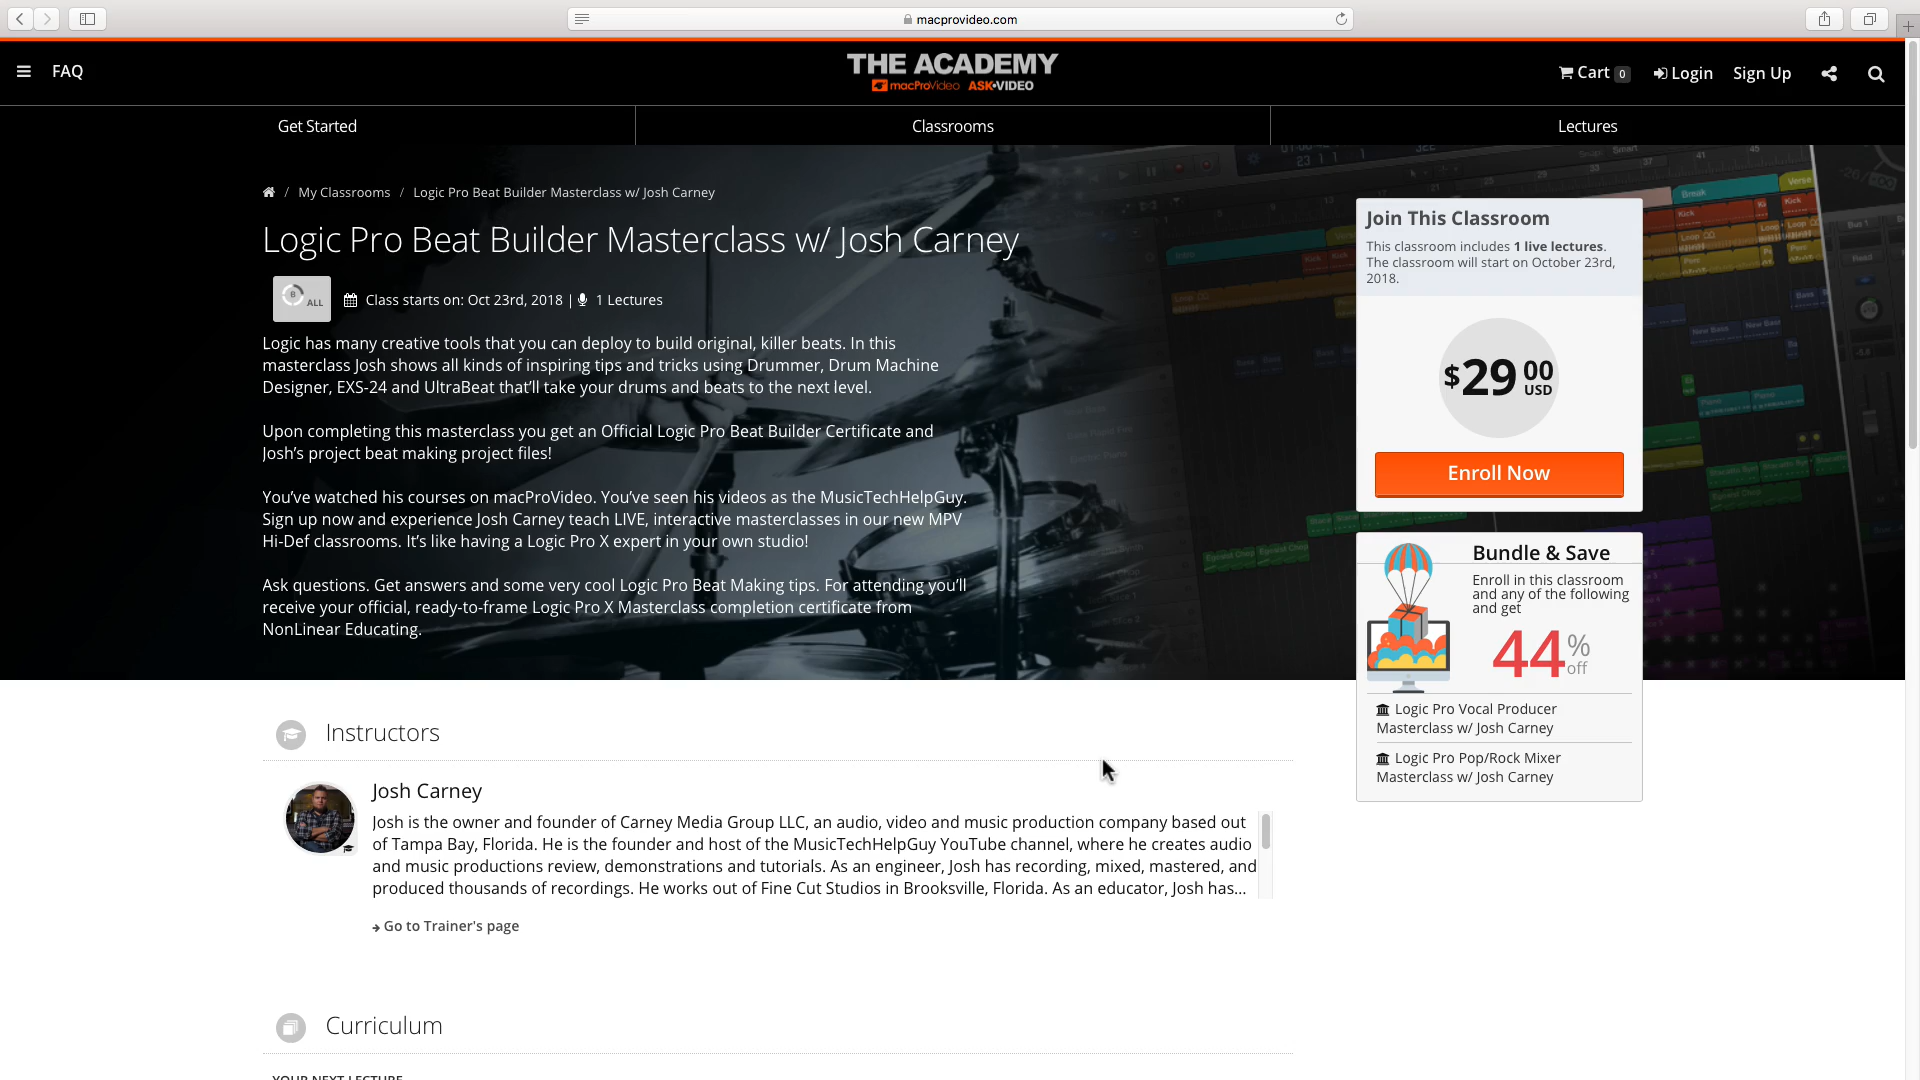 macprovideo.com
FAQ
THE ACADEMY
macProVideo ASK•VIDEO
Cart 0
Login
Sign Up
Get Started
Classrooms
Lectures
/ My Classrooms / Logic Pro Beat Builder Masterclass w/ Josh Carney
Logic Pro Beat Builder Masterclass w/ Josh Carney
ALL
Class starts on: Oct 23rd, 2018 | 1 Lectures
Logic has many creative tools that you can deploy to build original, killer beats. In this
masterclass Josh shows all kinds of inspiring tips and tricks using Drummer, Drum Machine
Designer, EXS-24 and UltraBeat that'll take your drums and beats to the next level.
Upon completing this masterclass you get an Official Logic Pro Beat Builder Certificate and
Josh's project beat making project files!
You've watched his courses on macProVideo. You've seen his videos as the MusicTechHelpGuy.
Sign up now and experience Josh Carney teach LIVE, interactive masterclasses in our new MPV
Hi-Def classrooms. It's like having a Logic Pro X expert in your own studio!
Ask questions. Get answers and some very cool Logic Pro Beat Making tips. For attending you'll
receive your official, ready-to-frame Logic Pro X Masterclass completion certificate from
NonLinear Educating.
Join This Classroom
This classroom includes 1 live lectures.
The classroom will start on October 23rd,
2018.
$29 00
USD
Enroll Now
Bundle & Save
Enroll in this classroom
and any of the following
and get
44%
off
Logic Pro Vocal Producer
Masterclass w/ Josh Carney
Logic Pro Pop/Rock Mixer
Masterclass w/ Josh Carney
Break
Verse
Kick
Kick
Instructors
Josh Carney
Josh is the owner and founder of Carney Media Group LLC, an audio, video and music production company based out
of Tampa Bay, Florida. He is the founder and host of the MusicTechHelpGuy YouTube channel, where he creates audio
and music productions review, demonstrations and tutorials. As an engineer, Josh has recording, mixed, mastered, and
produced thousands of recordings. He works out of Fine Cut Studios in Brooksville, Florida. As an educator, Josh has...
Go to Trainer's page
Curriculum
YOUR NEXT LECTURE